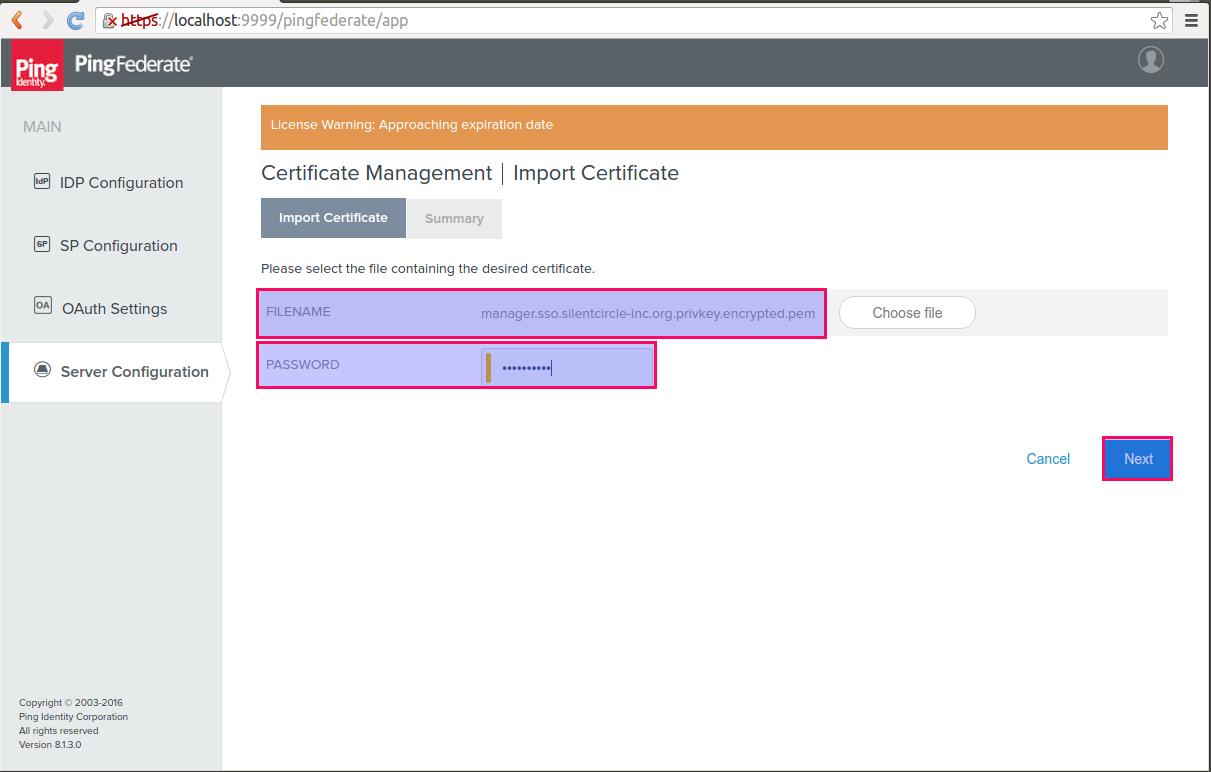 https://localhost:9999/pingfederate/app
Ping
Identity.
PingFederate®
MAIN
License Warning: Approaching expiration date
Certificate Management | Import Certificate
IdP IDP Configuration
Import Certificate Summary
SP SP Configuration
Please select the file containing the desired certificate.
OA OAuth Settings
FILENAME manager.sso.silentcircle-inc.org.privkey.encrypted.pem Choose file
PASSWORD ••••••••••
Server Configuration
Cancel Next
Copyright © 2003-2016
Ping Identity Corporation
All rights reserved
Version 8.1.3.0